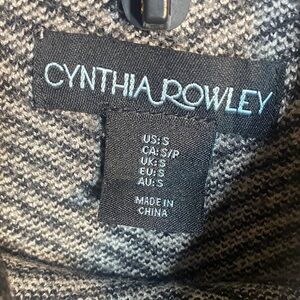 CYNTHIA ROWLEY
US: S
CA: S/P
UK: S
EU: S
AU: S
MADE IN
CHINA